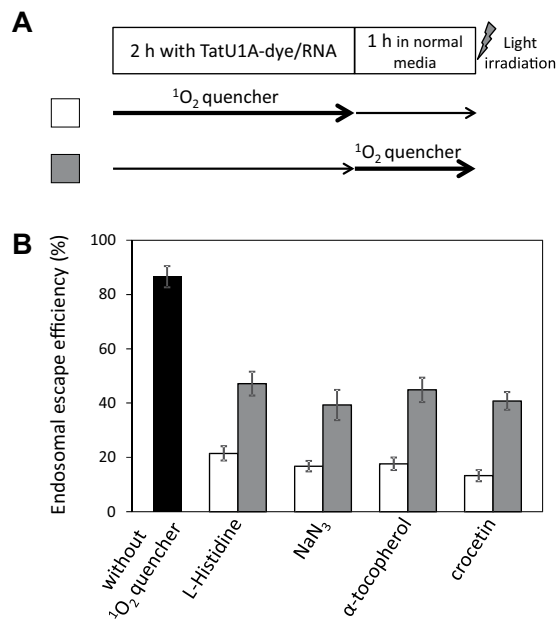 A
2 h with TatU1A-dye/RNA
1 h in normal
media
Light
irradiation
¹O₂ quencher
¹O₂ quencher
B
Endosomal escape efficiency (%)
100
80
60
40
20
0
without
¹O₂ quencher
L-Histidine
NaN₃
α-tocopherol
crocetin